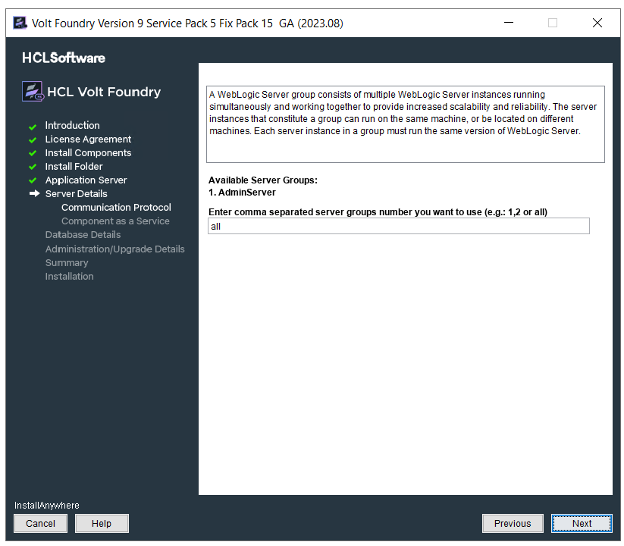 Volt Foundry Version 9 Service Pack 5 Fix Pack 15 GA (2023.08)
HCLSoftware
HCL Volt Foundry
Introduction
License Agreement
Install Components
Install Folder
Application Server
Server Details
Communication Protocol
Component as a Service
Database Details
Administration/Upgrade Details
Summary
Installation
A WebLogic Server group consists of multiple WebLogic Server instances running
simultaneously and working together to provide increased scalability and reliability. The server
instances that constitute a group can run on the same machine, or be located on different
machines. Each server instance in a group must run the same version of WebLogic Server.
Available Server Groups:
1. AdminServer
Enter comma separated server groups number you want to use (e.g.: 1,2 or all)
all
InstallAnywhere
Cancel
Help
Previous
Next